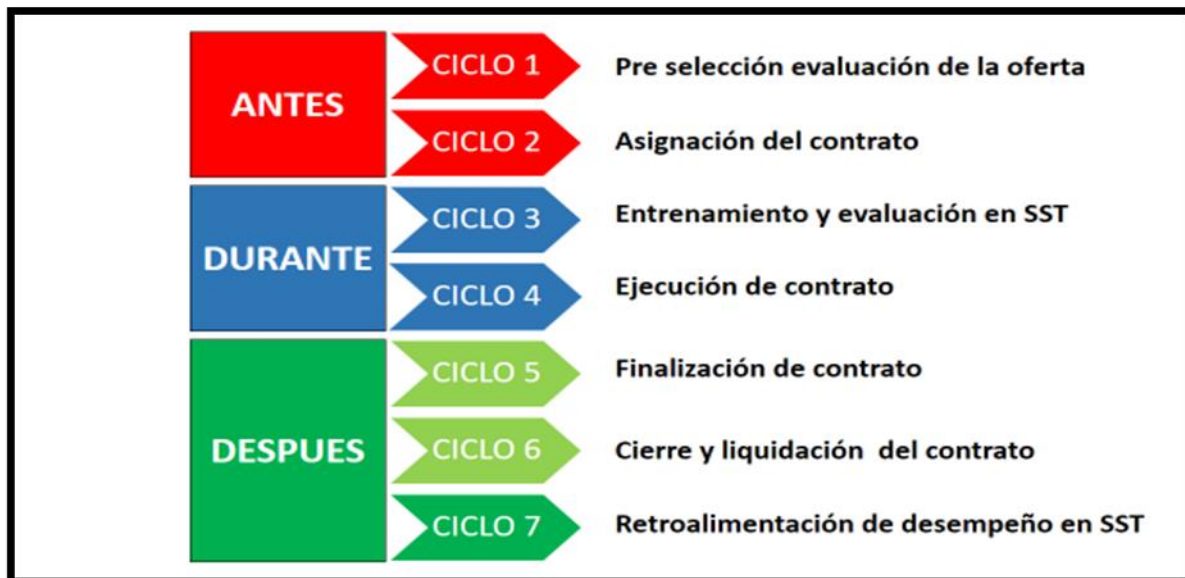 ANTES
CICLO 1 Pre selección evaluación de la oferta
CICLO 2 Asignación del contrato
DURANTE
CICLO 3 Entrenamiento y evaluación en SST
CICLO 4 Ejecución de contrato
DESPUES
CICLO 5 Finalización de contrato
CICLO 6 Cierre y liquidación del contrato
CICLO 7 Retroalimentación de desempeño en SST